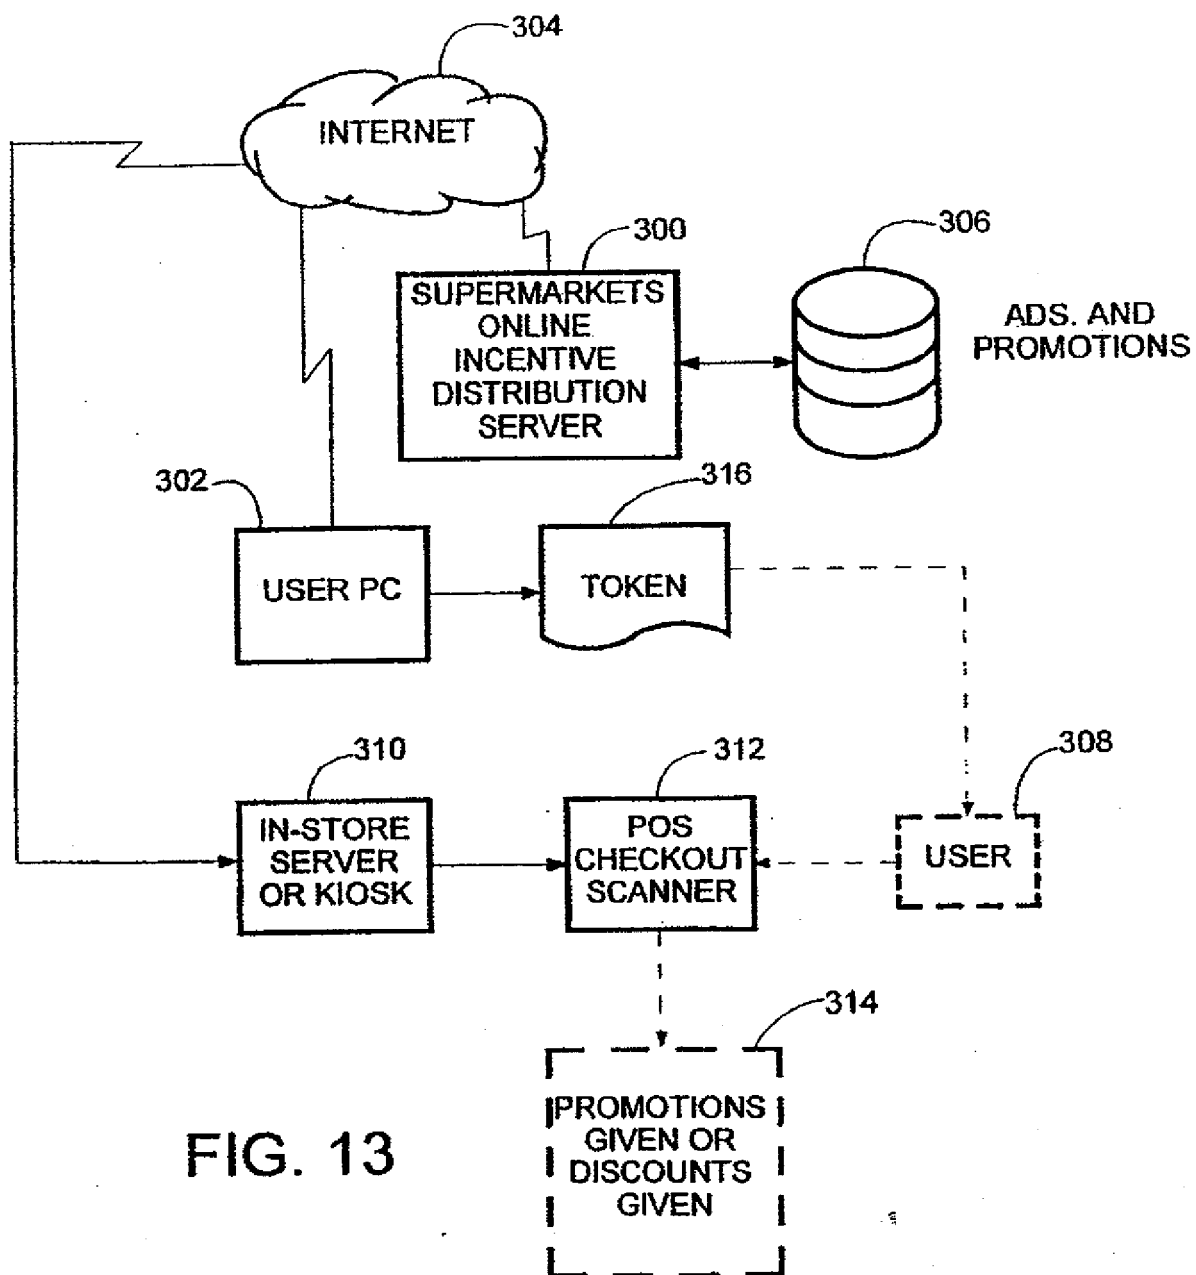 304
INTERNET
300
306
SUPERMARKETS
ONLINE
INCENTIVE
DISTRIBUTION
SERVER
ADS. AND
PROMOTIONS
302
316
USER PC
TOKEN
310
312
308
IN-STORE
SERVER
OR KIOSK
POS
CHECKOUT
SCANNER
USER
314
PROMOTIONS
GIVEN OR
DISCOUNTS
GIVEN
FIG. 13